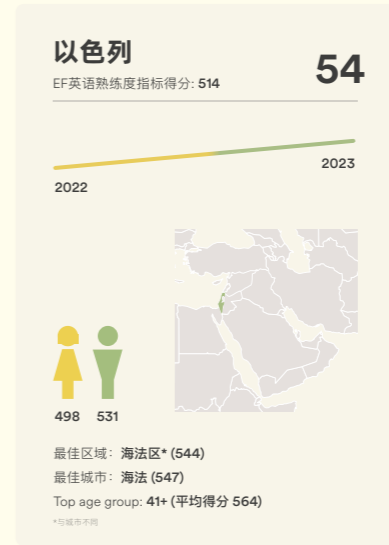 以色列
54
EF英语熟练度指标得分: 514
2023
2022
498 531
最佳区域：海法区* (544)
最佳城市：海法 (547)
Top age group: 41+ (平均得分 564)
*与城市不同